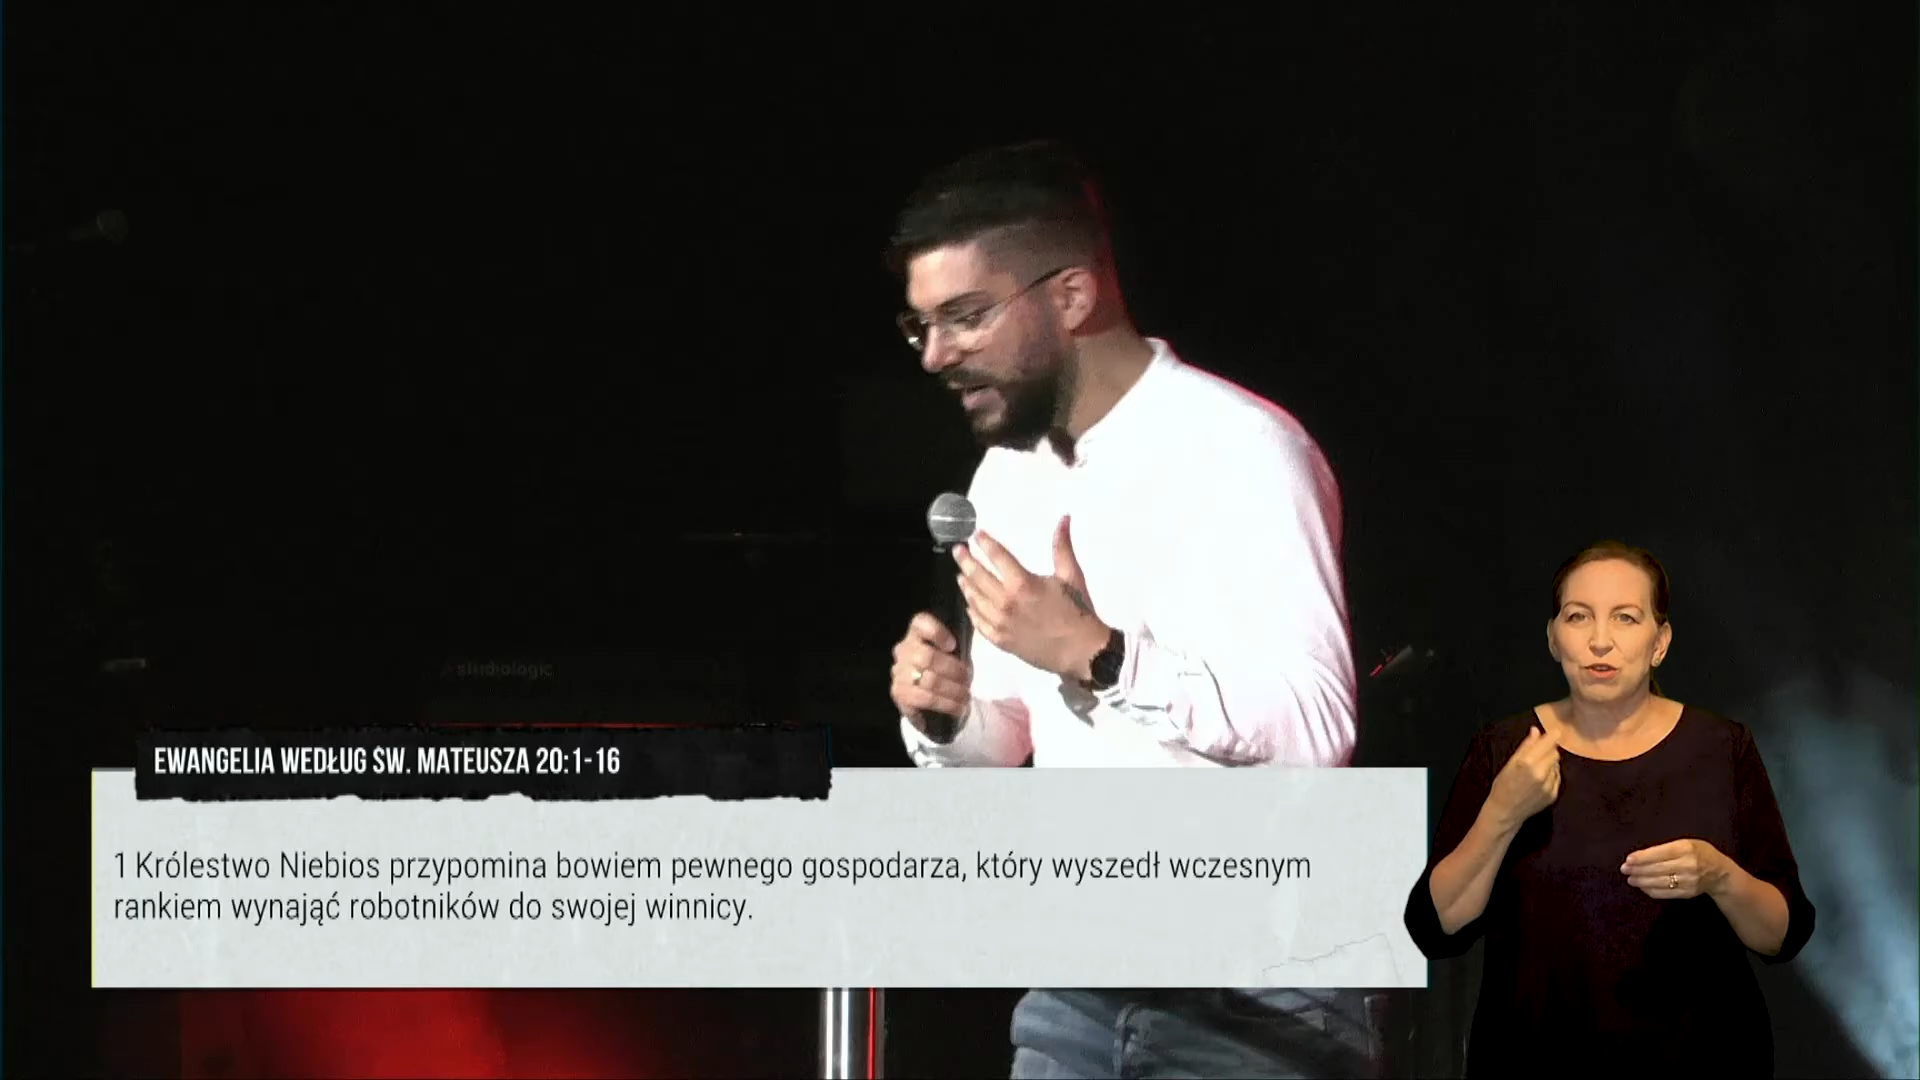 studiologic
EWANGELIA WEDŁUG ŚW. MATEUSZA 20:1-16
1 Królestwo Niebios przypomina bowiem pewnego gospodarza, który wyszedł wczesnym
rankiem wynająć robotników do swojej winnicy.